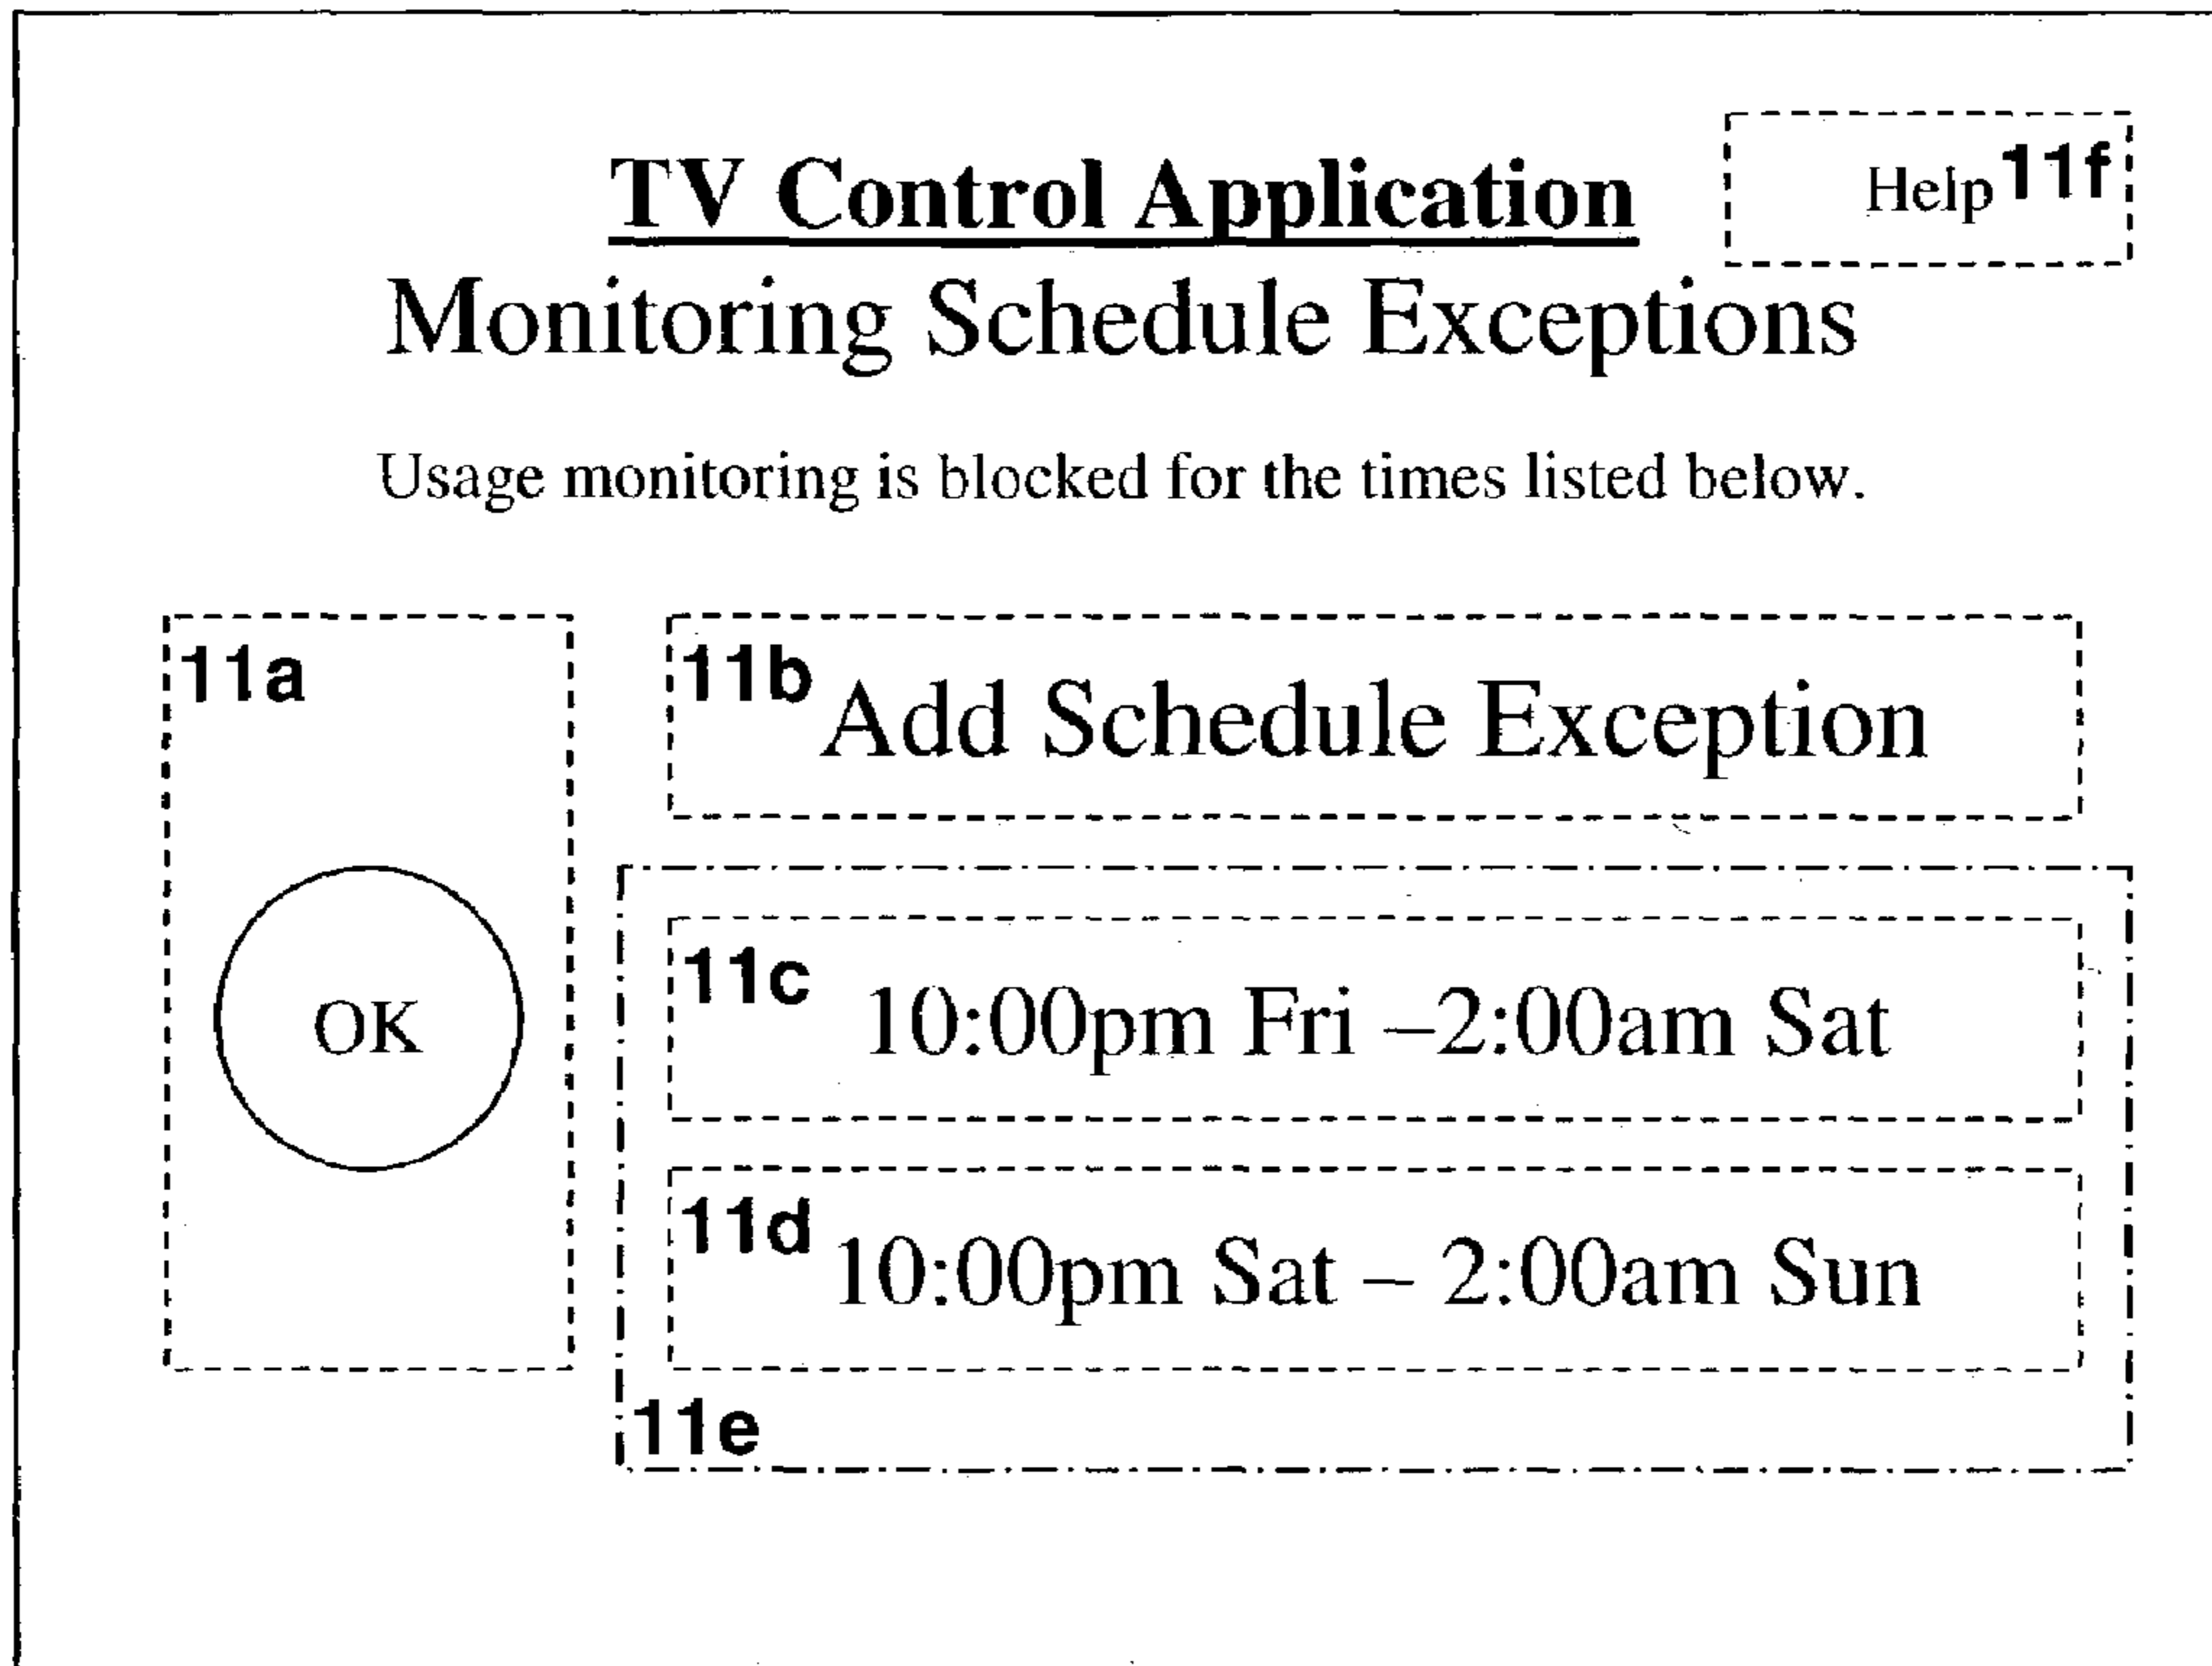 TV Control Application
Help 11f
Monitoring Schedule Exceptions
Usage monitoring is blocked for the times listed below.
11a
OK
11b Add Schedule Exception
11c 10:00pm Fri –2:00am Sat
11d 10:00pm Sat – 2:00am Sun
11e